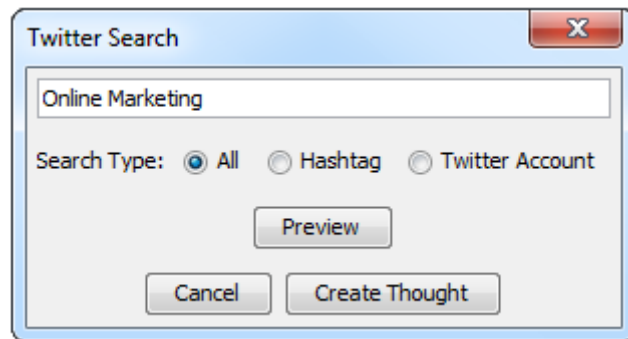 Twitter Search
Online Marketing
Search Type: All Hashtag Twitter Account
Preview
Cancel Create Thought